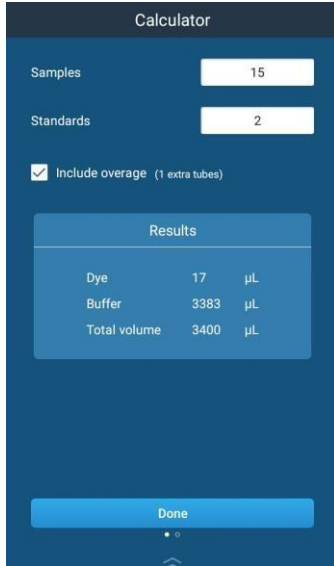 Calculator
Samples 15
Standards 2
Include overage (1 extra tubes)
Results
Dye 17 µL
Buffer 3383 µL
Total volume 3400 µL
Done